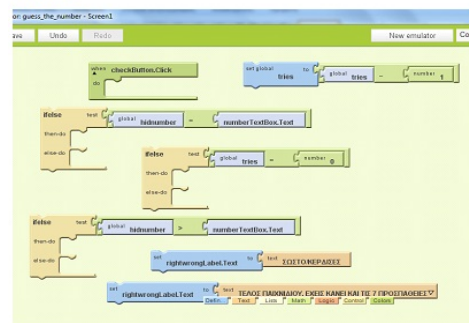 or: guess_the_number - Screen1
ave Undo Redo New emulator Co
when checkButton.Click
do
set global tries to global tries - number 1
ifelse test global hidnumber = numberTextBox.Text
then-do
else-do
ifelse test global tries = number 0
then-do
else-do
ifelse test global hidnumber > numberTextBox.Text
then-do
else-do
set rightwrongLabel.Text to text ΣΩΣΤΟ!ΚΕΡΔΙΣΕΣ
set rightwrongLabel.Text to text ΤΕΛΟΣ ΠΑΙΧΝΙΔΙΟΥ. ΕΧΕΙΣ ΚΑΝΕΙ ΚΑΙ ΤΙΣ 7 ΠΡΟΣΠΑΘΕΙΕΣ
Defin.. Text Lists Math Logic Control Colors